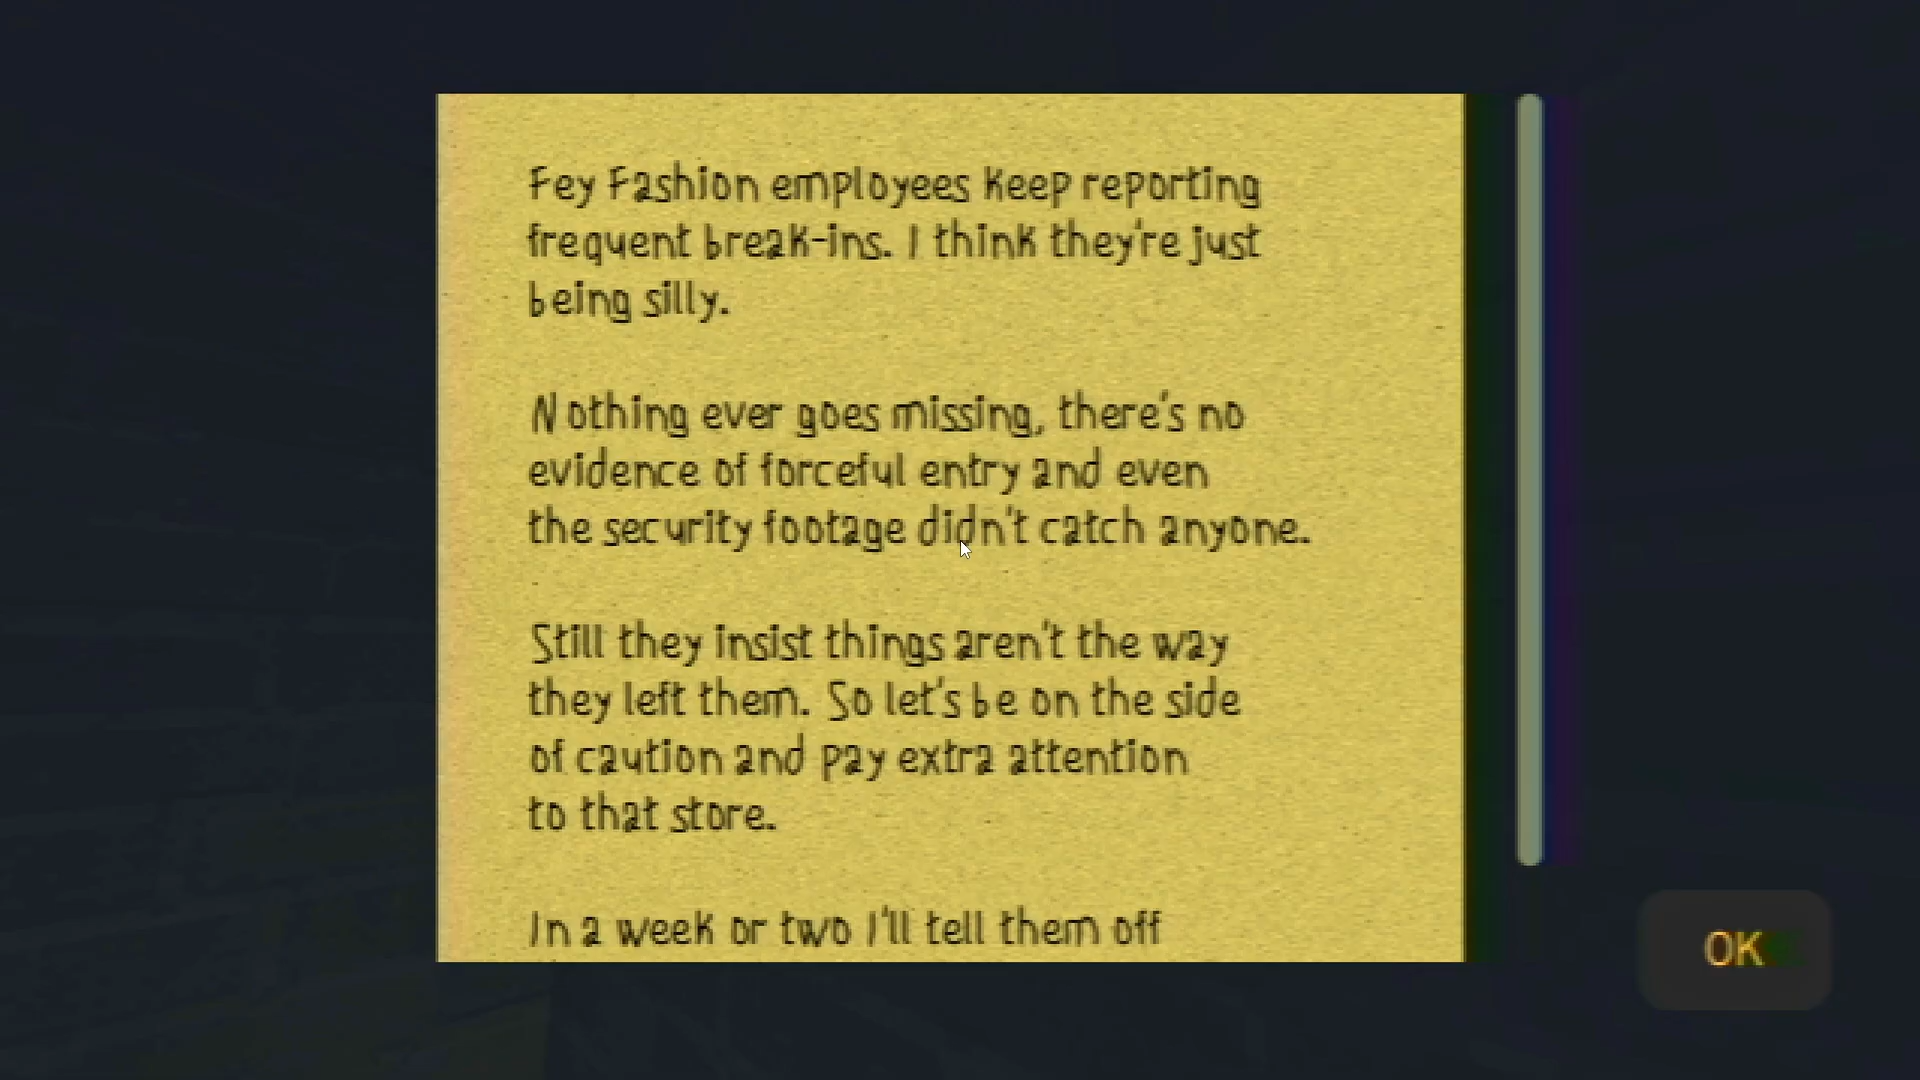 Fey Fashion employees keep reporting
frequent break-ins. I think they're just
being silly.
Nothing ever goes missing, there's no
evidence of forceful entry and even
the security footage didn't catch anyone.
Still they insist things aren't the way
they left them. So let's be on the side
of caution and pay extra attention
to that store.
In a week or two I'll tell them off
OK